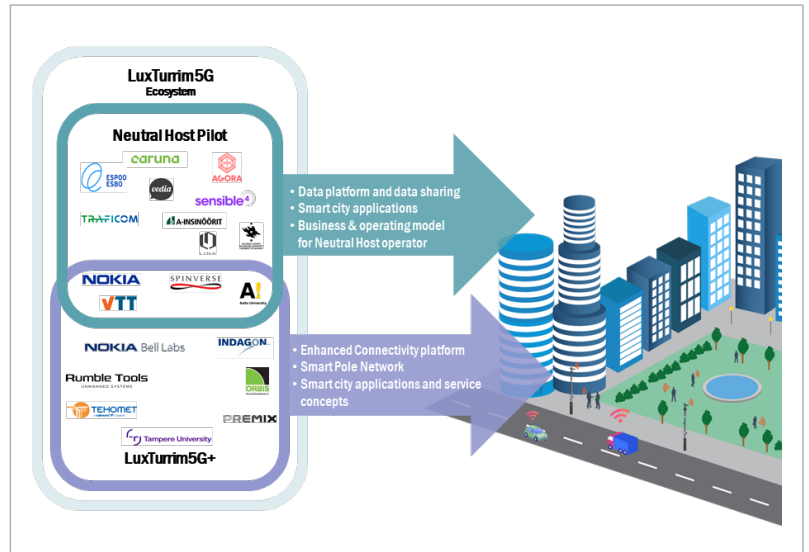 LuxTurrim5G
Ecosystem
Neutral Host Pilot
caruna
ESPOO
ESBO
vedia
AGORA
sensible4
TRAFICOM
A-INSINÖÖRIT
NOKIA
SPINVERSE
VTT
A!
Aalto University
NOKIA Bell Labs
INDAGON
Rumble Tools
UNMANNED SYSTEMS
ORBIS
TEHOMET
PREMIX
Tampere University
LuxTurrim5G+
• Data platform and data sharing
• Smart city applications
• Business & operating model
for Neutral Host operator
• Enhanced Connectivity platform
• Smart Pole Network
• Smart city applications and service
concepts